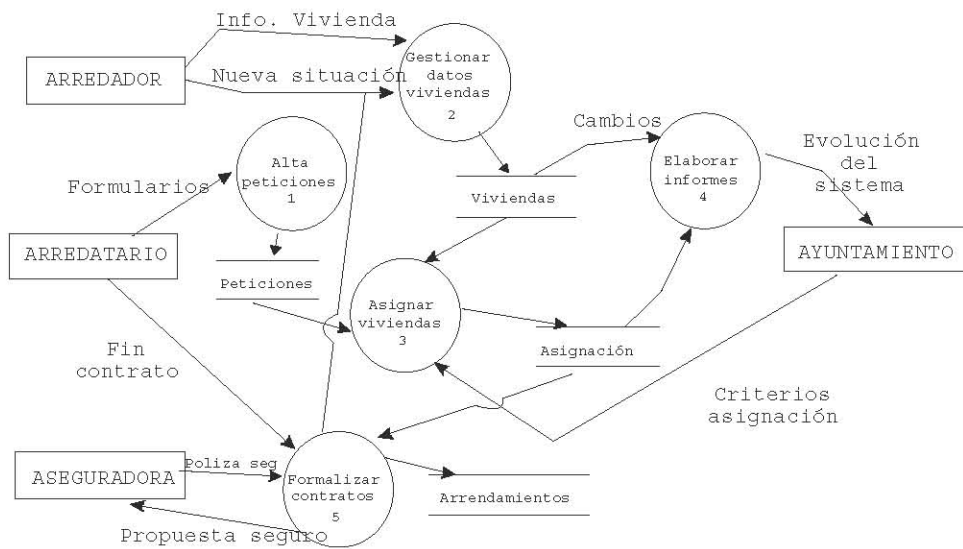 Info. Vivienda
ARREDADOR
Nueva situación
Gestionar
datos
viviendas
2
Cambios
Evolución
del
sistema
Alta
peticiones
1
Elaborar
informes
4
Formularios
Viviendas
ARREDATARIO
AYUNTAMIENTO
Peticiones
Asignar
viviendas
3
Asignación
Fin
contrato
Criterios
asignación
ASEGURADORA
Poliza seg
Formalizar
contratos
5
Arrendamientos
Propuesta seguro